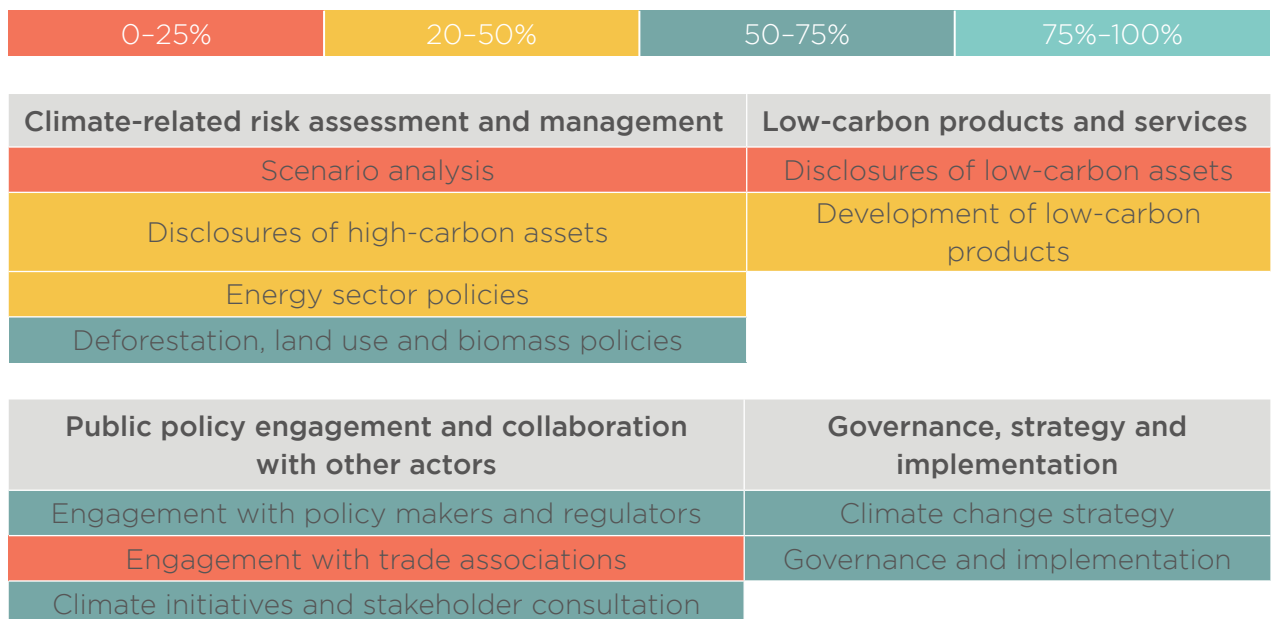 0–25%
20–50%
50–75%
75%–100%
Climate-related risk assessment and management
Low-carbon products and services
Scenario analysis
Disclosures of low-carbon assets
Disclosures of high-carbon assets
Development of low-carbon
products
Energy sector policies
Deforestation, land use and biomass policies
Public policy engagement and collaboration
with other actors
Governance, strategy and
implementation
Engagement with policy makers and regulators
Climate change strategy
Engagement with trade associations
Governance and implementation
Climate initiatives and stakeholder consultation